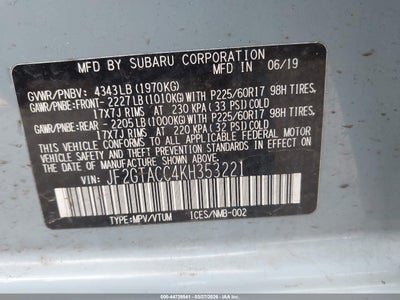 MFD. BY SUBARU CORPORATION 06/19
GVWR/PNBV: 4343LB (1970KG)
GAWR/PNBE:FRONT- 2227LB(1010KG)WITH P225/60R17 98H TIRES,
17X7J RIMS AT 230 KPA (33 PSI)COLD
GAWR/PNBE:REAR - 2205LB(1000KG)WITH P225/60R17 98H TIRES,
17X7J RIMS AT 220 KPA (32 PSI)COLD
THIS VEHICLE CONFORMS TO ALL APPLICABLE FEDERAL MOTOR
VEHICLE SAFETY, BUMPER, AND THEFT PREVENTION STANDARDS IN
EFFECT ON THE DATE OF MANUFACTURE SHOWN ABOVE.
VIN: JF2GTACC4KH353221
TYPE:MPV/VTUM ICES/NMB-002